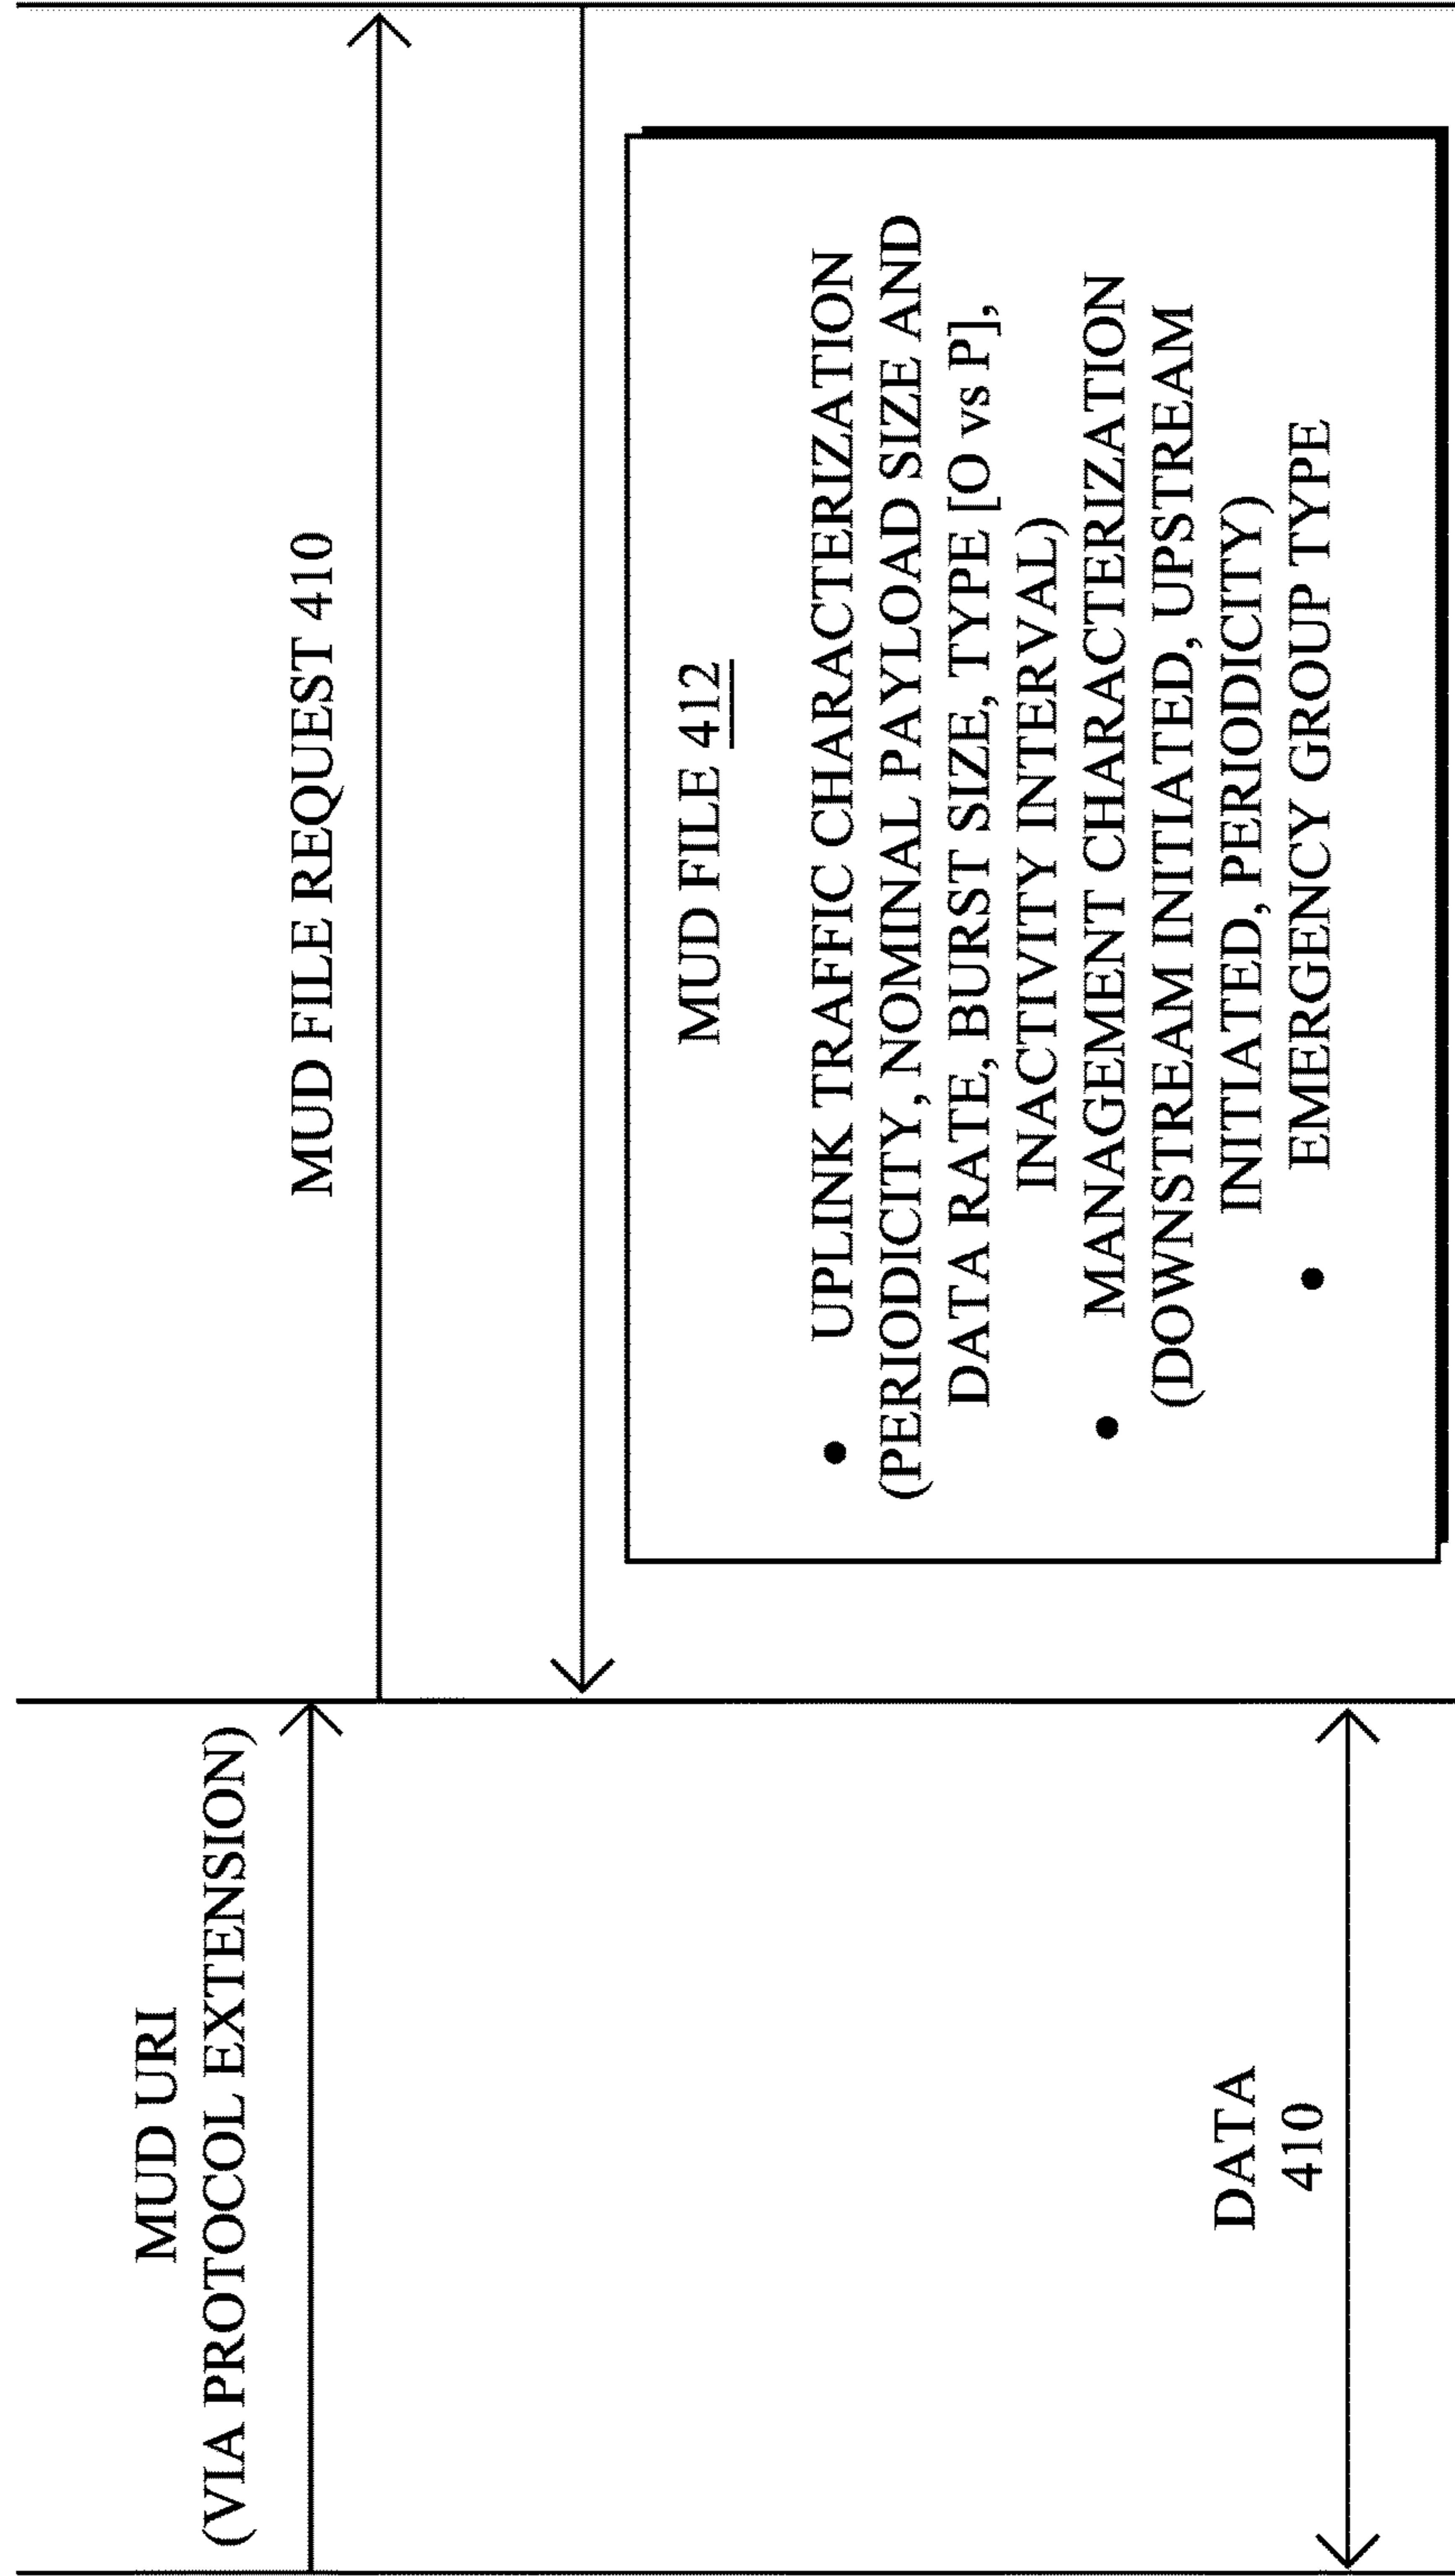 MUD URI
(VIA PROTOCOL EXTENSION)
MUD FILE REQUEST 410
MUD FILE 412
• UPLINK TRAFFIC CHARACTERIZATION
(PERIODICITY, NOMINAL PAYLOAD SIZE AND
DATA RATE, BURST SIZE, TYPE [O vs P],
INACTIVITY INTERVAL)
• MANAGEMENT CHARACTERIZATION
(DOWNSTREAM INITIATED, UPSTREAM
INITIATED, PERIODICITY)
• EMERGENCY GROUP TYPE
DATA
410